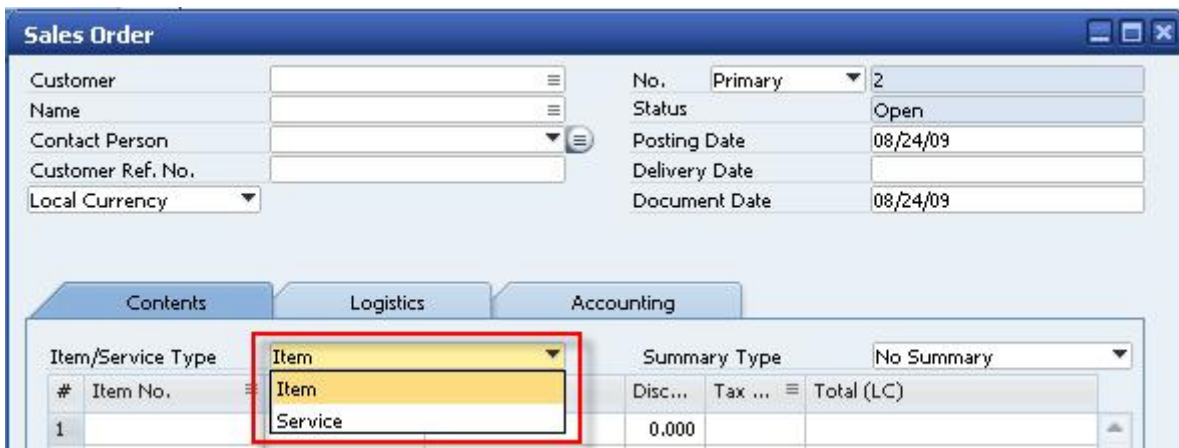 Sales Order
Customer
Name
Contact Person
Customer Ref. No.
Local Currency
No. Primary 2
Status Open
Posting Date 08/24/09
Delivery Date
Document Date 08/24/09
Contents Logistics Accounting
Item/Service Type Item Summary Type No Summary
# Item No. Item Disc... Tax ... Total (LC)
1 Service 0.000